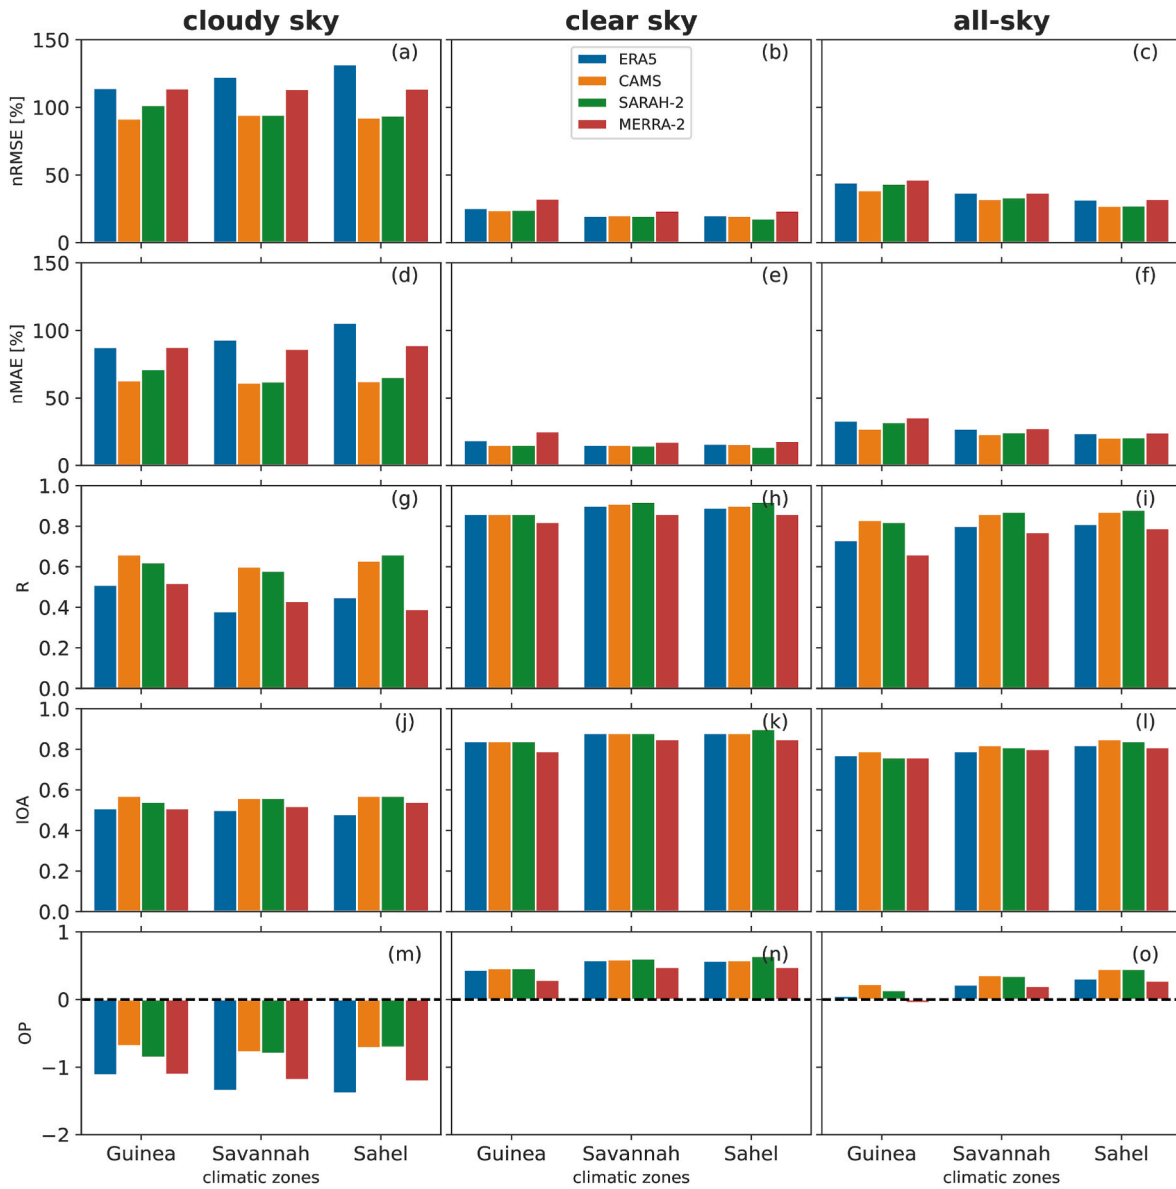 cloudy sky
clear sky
all-sky
150
100
50
0
nRMSE [%]
(a)
(b)
ERA5
CAMS
SARAH-2
MERRA-2
(c)
150
100
50
0
nMAE [%]
(d)
(e)
(f)
1.0
0.8
0.6
0.4
0.2
0.0
R
(g)
(h)
(i)
1.0
0.8
0.6
0.4
0.2
0.0
IOA
(j)
(k)
(l)
1
0
−1
−2
OP
(m)
(n)
(o)
Guinea Savannah Sahel
climatic zones
Guinea Savannah Sahel
climatic zones
Guinea Savannah Sahel
climatic zones